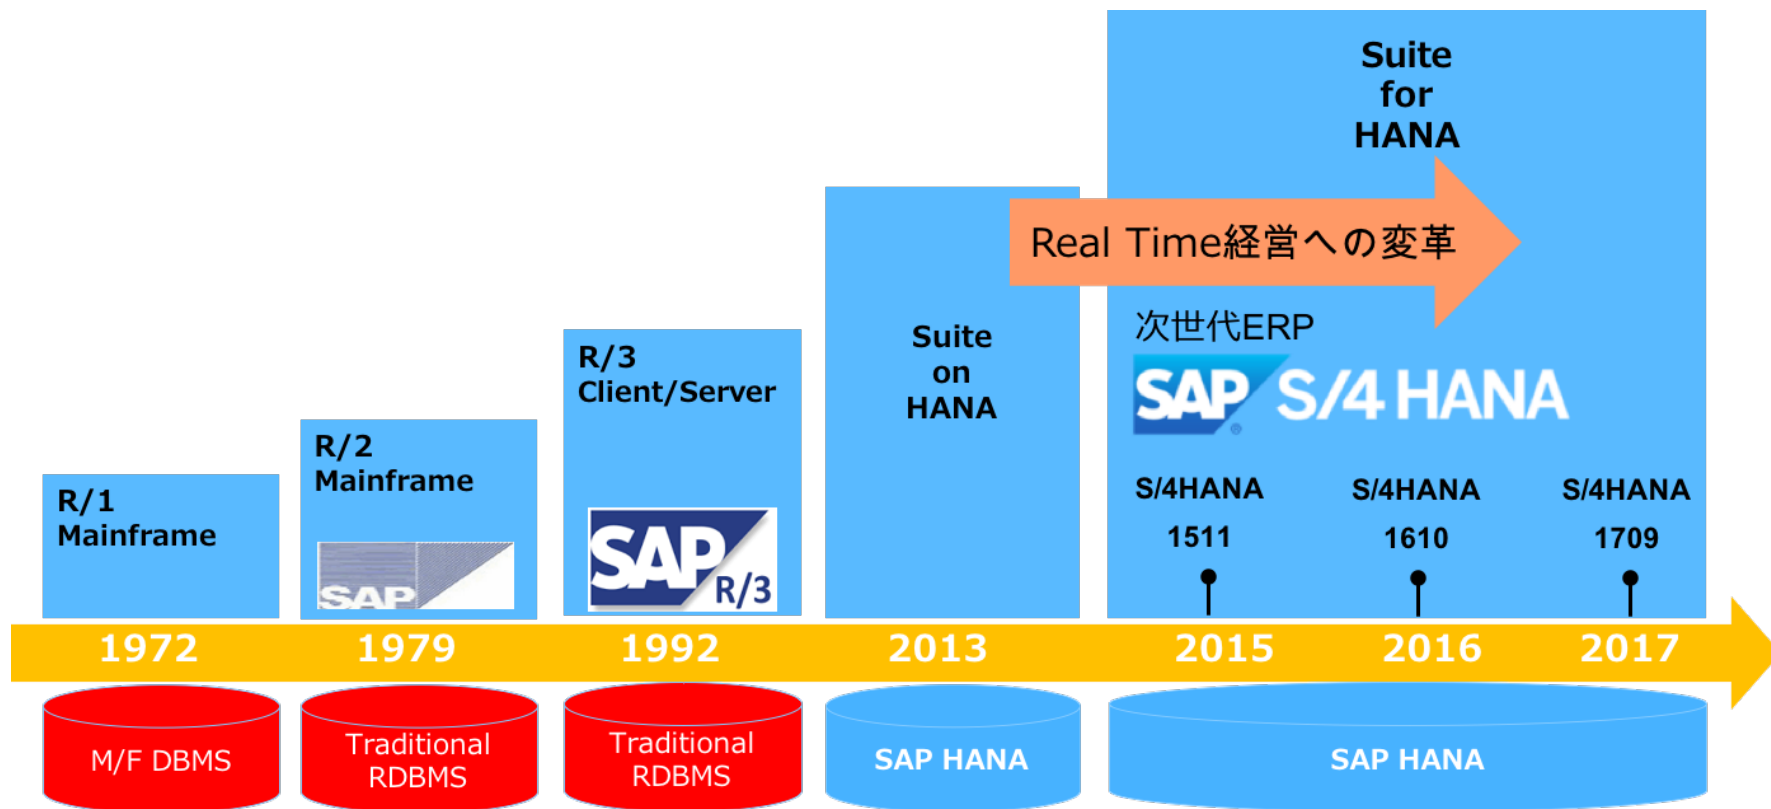 Suite
for
HANA
Real Time経営への変革
Suite
on
HANA
次世代ERP
SAP S/4 HANA
®
R/3
Client/Server
SAP
R/3
R/2
Mainframe
SAP
R/1
Mainframe
S/4HANA
1511
S/4HANA
1610
S/4HANA
1709
1972
1979
1992
2013
2015
2016
2017
M/F DBMS
Traditional
RDBMS
Traditional
RDBMS
SAP HANA
SAP HANA